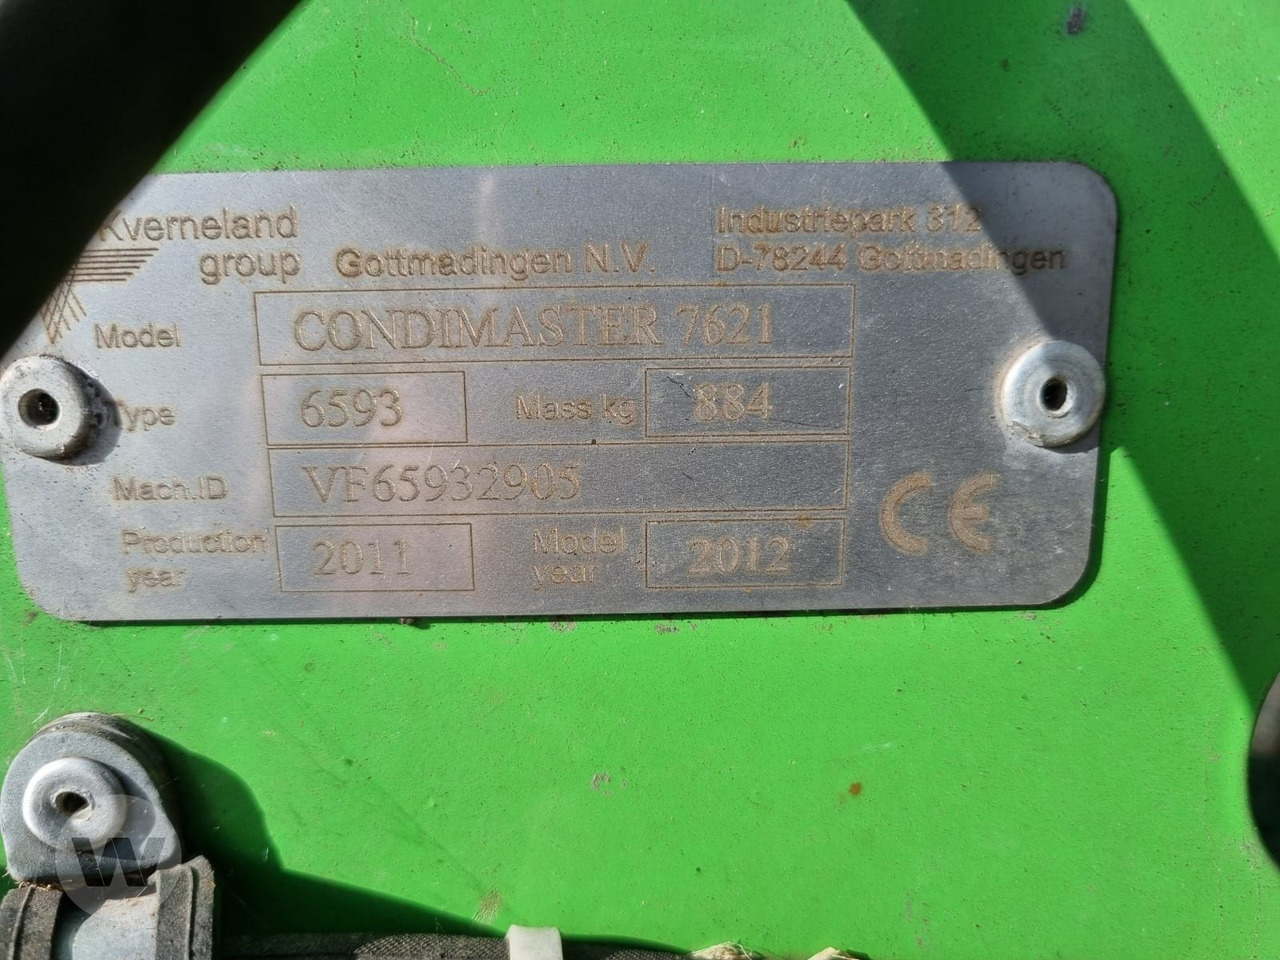 Kverneland
group
Gottmadingen N.V.
Industriepark 312
D-78244 Gottmadingen
Model CONDIMASTER 7621
Type 6593 Mass kg 884
Mach.ID VF65932905
Production year 2011 Model year 2012
CE
W